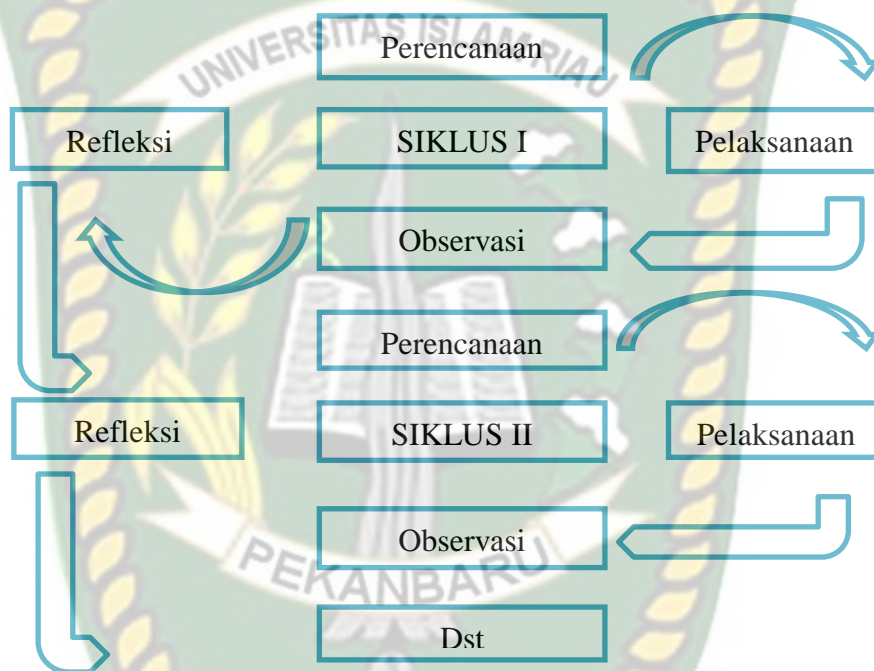 UNIVERSITAS ISLAM RIAU
Perencanaan
Refleksi
SIKLUS I
Pelaksanaan
Observasi
Perencanaan
Refleksi
SIKLUS II
Pelaksanaan
Observasi
PEKANBARU
Dst